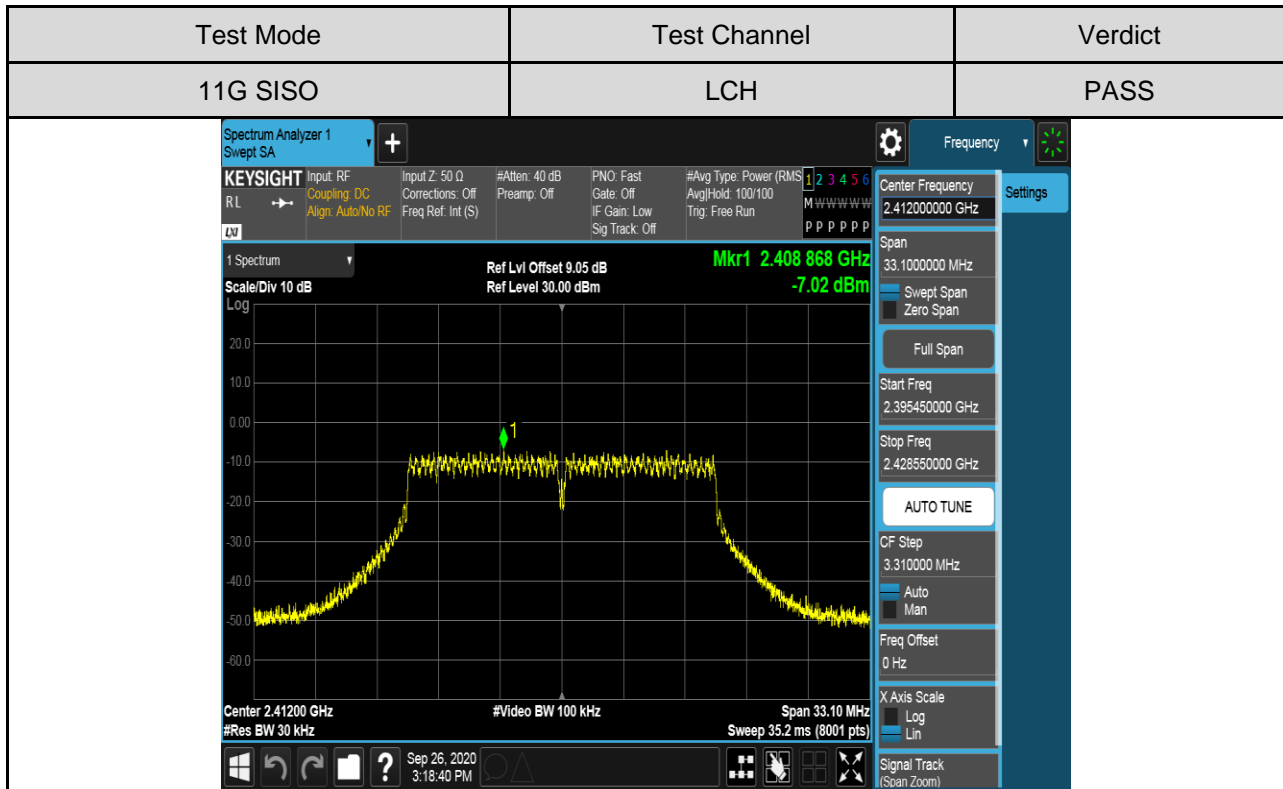 Test Mode Test Channel Verdict
11G SISO LCH PASS
Spectrum Analyzer 1
Swept SA
+
Frequency
KEYSIGHT
RL
LXI
Input: RF
Coupling: DC
Align: Auto/No RF
Input Z: 50 Ω
Corrections: Off
Freq Ref: Int (S)
#Atten: 40 dB
Preamp: Off
PNO: Fast
Gate: Off
IF Gain: Low
Sig Track: Off
#Avg Type: Power (RMS
Avg|Hold: 100/100
Trig: Free Run
1 2 3 4 5 6
M W W W W W
P P P P P P
1 Spectrum
Scale/Div 10 dB
Log
Ref Lvl Offset 9.05 dB
Ref Level 30.00 dBm
Mkr1 2.408 868 GHz
-7.02 dBm
20.0
10.0
0.00
-10.0
-20.0
-30.0
-40.0
-50.0
-60.0
1
Center 2.41200 GHz
#Res BW 30 kHz
#Video BW 100 kHz
Span 33.10 MHz
Sweep 35.2 ms (8001 pts)
Center Frequency
2.412000000 GHz
Settings
Span
33.1000000 MHz
Swept Span
Zero Span
Full Span
Start Freq
2.395450000 GHz
Stop Freq
2.428550000 GHz
AUTO TUNE
CF Step
3.310000 MHz
Auto
Man
Freq Offset
0 Hz
X Axis Scale
Log
Lin
Signal Track
(Span Zoom)
?
Sep 26, 2020
3:18:40 PM